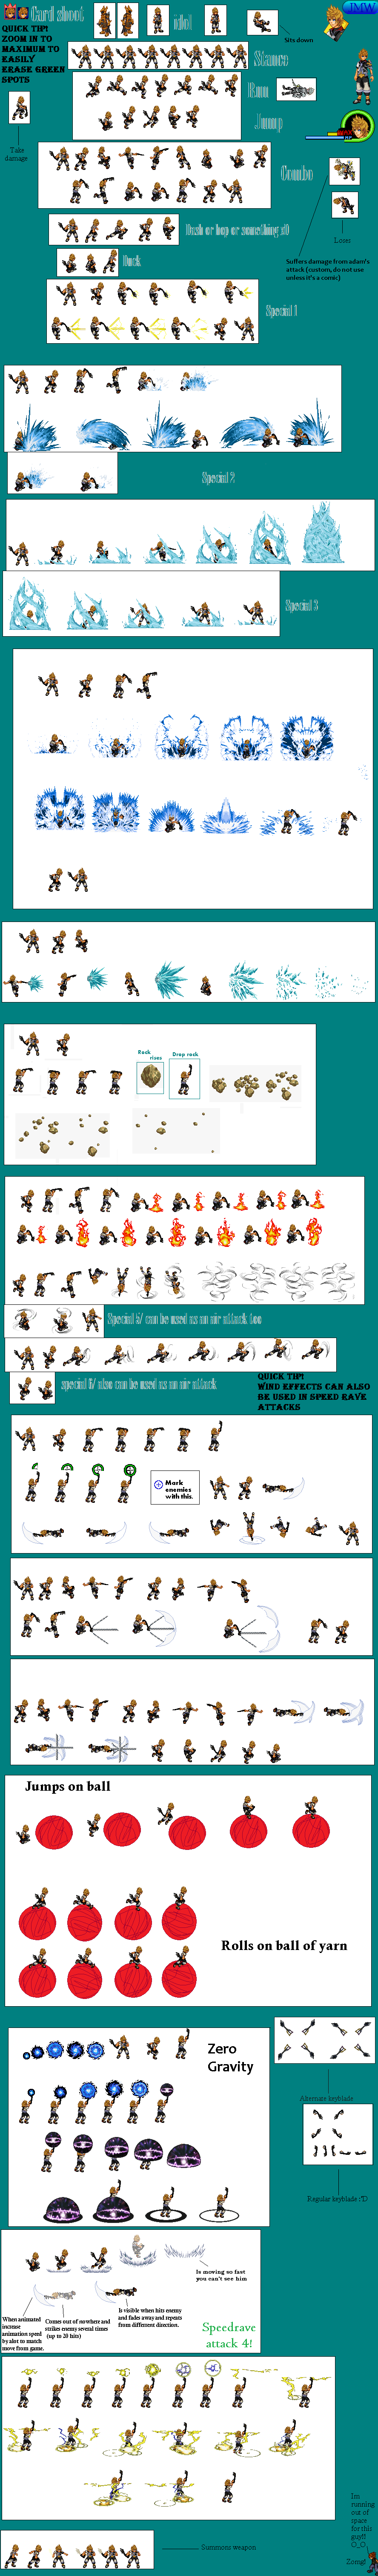 Card shoot
idol
JMW
QUICK TIP!
ZOOM IN TO
MAXIMUM TO
EASILY
ERASE GREEN
SPOTS
Sits down
Stance
Run
Jump
Take
damage
Combo
Loses
Suffers damage from adam's
attack (custom, do not use
unless it's a comic)
Dash or hop or something xD
Duck
Special 1
Special 2
Special 3
Rock
rises
Drop rock
Special 5/ can be used as an air attack too
special 6/ also can be used as an air attack
QUICK TIP!
WIND EFFECTS CAN ALSO
BE USED IN SPEED RAVE
ATTACKS
Mark
enemies
with this.
Jumps on ball
Rolls on ball of yarn
Zero
Gravity
Alternate keyblade
Regular keyblade :'D
Is moving so fast
you can't see him
When animated
increase
animation speed
by alot to match
move from game.
Comes out of nowhere and
strikes enemy several times
(up to 20 hits)
Is visible when hits enemy
and fades away and repeats
from different direction.
Speedrave
attack 4!
Im
running
out of
space for
this
guy!!
O_O
Summons weapon
Zomg!